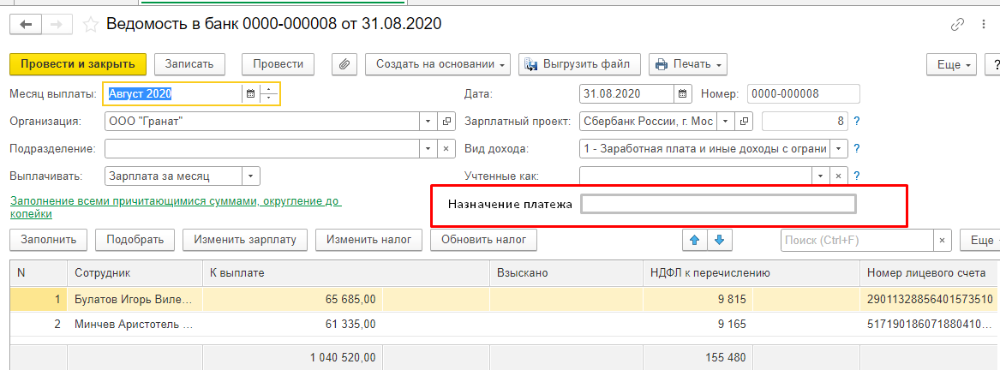 Ведомость в банк 0000-000008 от 31.08.2020
Провести и закрыть Записать Провести Создать на основании Выгрузить файл Печать Еще ?
Месяц выплаты: Август 2020 Дата: 31.08.2020 Номер: 0000-000008
Организация: ООО "Гранат" Зарплатный проект: Сбербанк России, г. Мос 8 ?
Подразделение: Вид дохода: 1 - Заработная плата и иные доходы с ограни ?
Выплачивать: Зарплата за месяц Учтенные как: ?
Заполнение всеми причитающимися суммами, округление до
копейки
Назначение платежа
Заполнить Подобрать Изменить зарплату Изменить налог Обновить налог Поиск (Ctrl+F) Еще
N Сотрудник К выплате Взыскано НДФЛ к перечислению Номер лицевого счета
1 Булатов Игорь Виле... 65 685,00 9 815 29011328856401573510
2 Минчев Аристотель ... 61 335,00 9 165 517190186071880410...
1 040 520,00 155 480